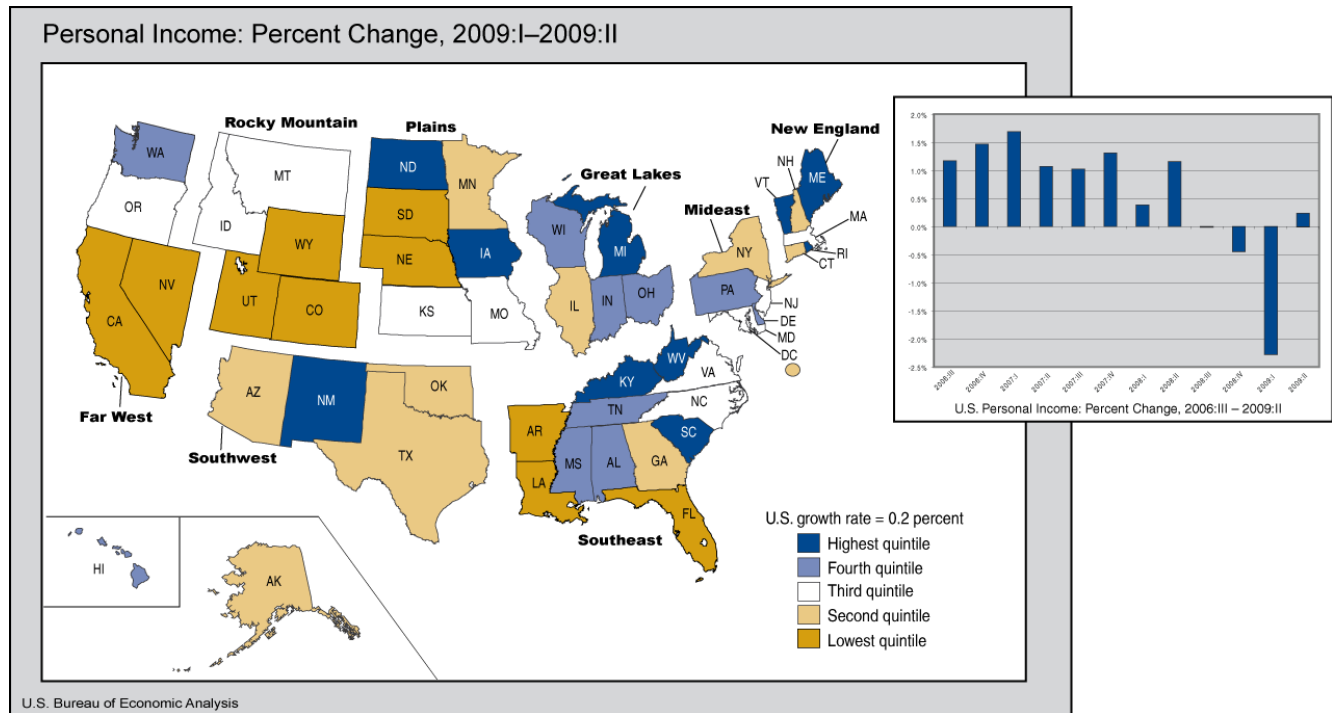 Personal Income: Percent Change, 2009:I–2009:II
Rocky Mountain
Plains
New England
Great Lakes
Mideast
Far West
Southwest
Southeast
WA
MT
ND
MN
NH
ME
VT
OR
ID
SD
WI
MI
MA
WY
NY
RI
CT
IA
NE
NV
UT
CO
CA
IL
IN
OH
PA
NJ
DE
MD
DC
KS
MO
WV
VA
KY
NC
TN
OK
AZ
NM
AR
SC
TX
MS
AL
GA
LA
FL
HI
AK
U.S. growth rate = 0.2 percent
Highest quintile
Fourth quintile
Third quintile
Second quintile
Lowest quintile
U.S. Bureau of Economic Analysis
2.0%
1.5%
1.0%
0.5%
0.0%
-0.5%
-1.0%
-1.5%
-2.0%
-2.5%
2006:III
2006:IV
2007:I
2007:II
2007:III
2007:IV
2008:I
2008:II
2008:III
2008:IV
2009:I
2009:II
U.S. Personal Income: Percent Change, 2006:III – 2009:II